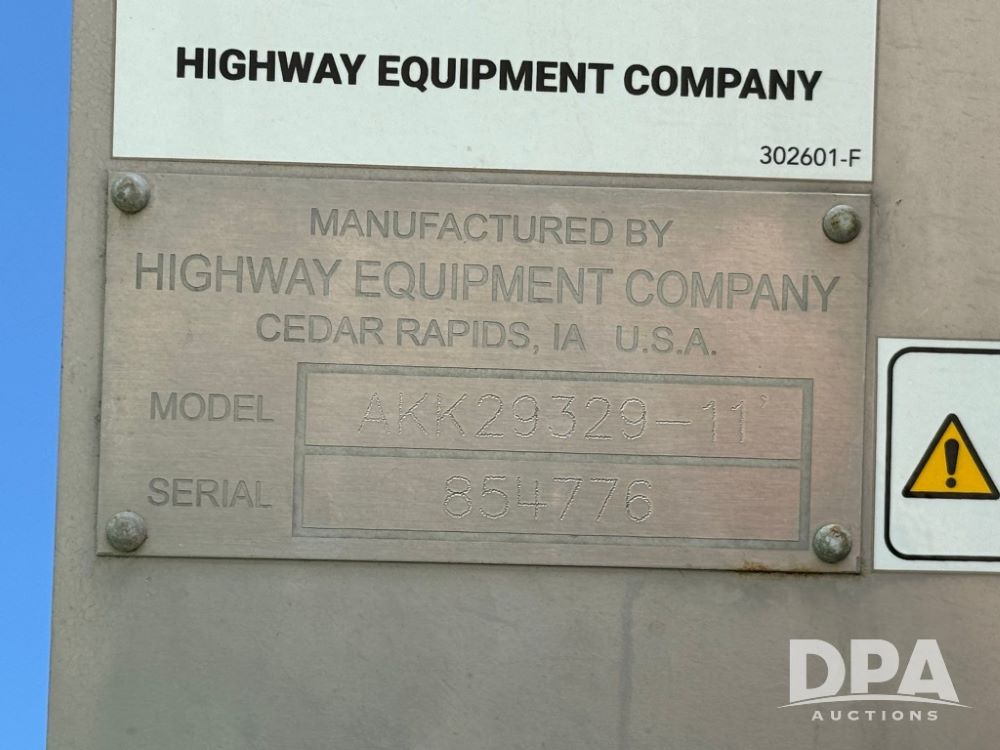 HIGHWAY EQUIPMENT COMPANY
302601-F
MANUFACTURED BY
HIGHWAY EQUIPMENT COMPANY
CEDAR RAPIDS, IA U.S.A.
MODEL AKK29329-11'
SERIAL 854776
DPA
AUCTIONS